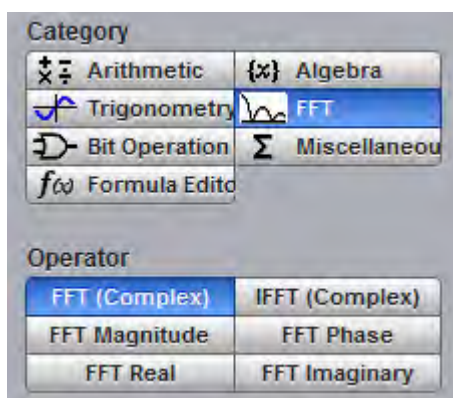 Category
Arithmetic {x} Algebra
Trigonometry FFT
Bit Operation Σ Miscellaneou
f(x) Formula Edito
Operator
FFT (Complex) IFFT (Complex)
FFT Magnitude FFT Phase
FFT Real FFT Imaginary